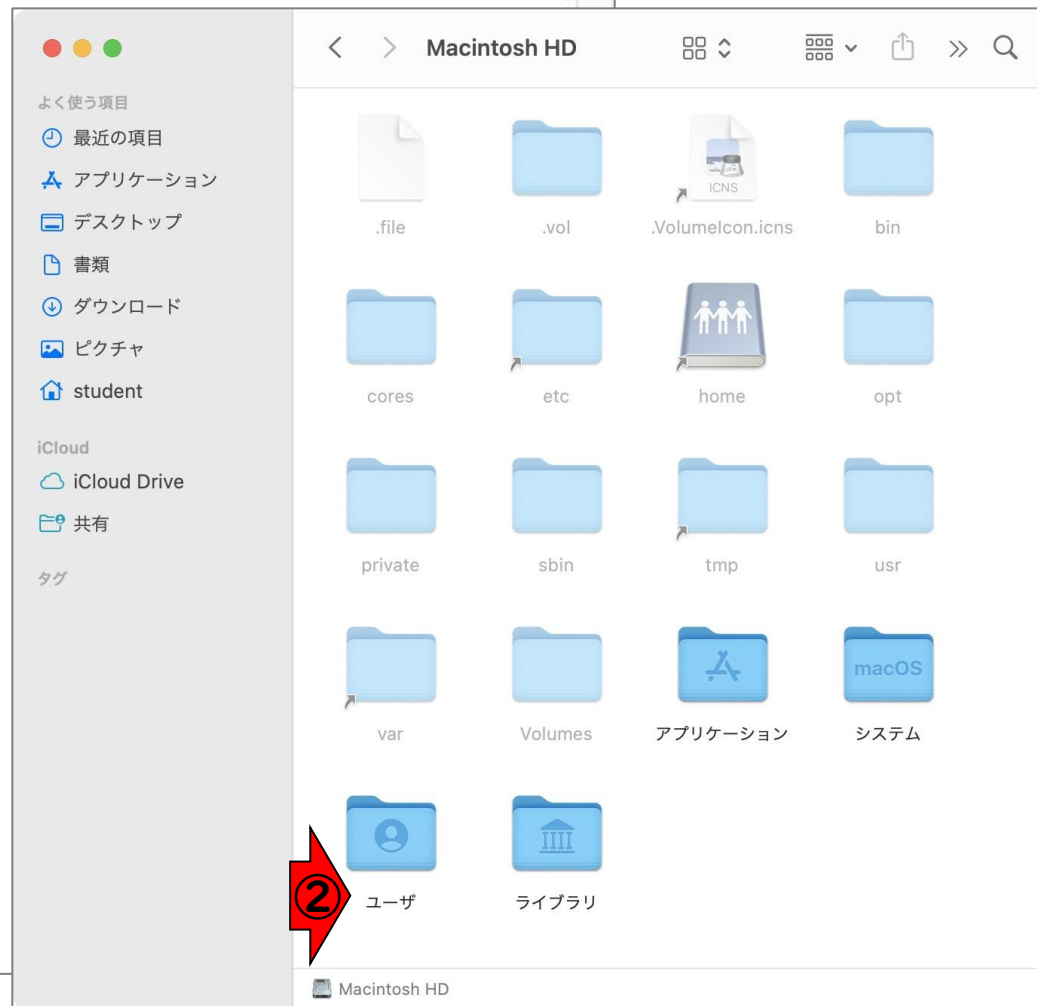 Macintosh HD
よく使う項目
最近の項目
アプリケーション
デスクトップ
書類
ダウンロード
ピクチャ
student
iCloud
iCloud Drive
共有
タグ
ICNS
.file .vol .VolumeIcon.icns bin
cores etc home opt
private sbin tmp usr
macOS
var Volumes アプリケーション システム
② ユーザ ライブラリ
Macintosh HD